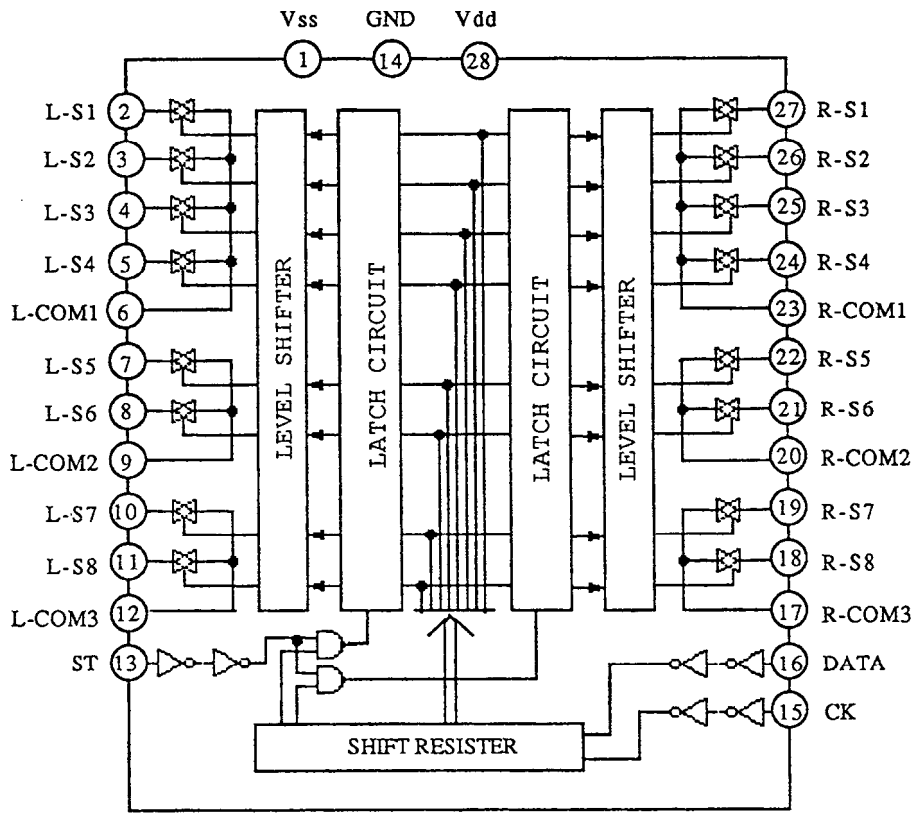 Vss GND Vdd
1 14 28
L-S1 2 27 R-S1
L-S2 3 26 R-S2
L-S3 4 25 R-S3
L-S4 5 24 R-S4
L-COM1 6 23 R-COM1
L-S5 7 22 R-S5
L-S6 8 21 R-S6
L-COM2 9 20 R-COM2
L-S7 10 19 R-S7
L-S8 11 18 R-S8
L-COM3 12 17 R-COM3
LEVEL SHIFTER
LATCH CIRCUIT
LATCH CIRCUIT
LEVEL SHIFTER
ST 13 16 DATA
15 CK
SHIFT RESISTER